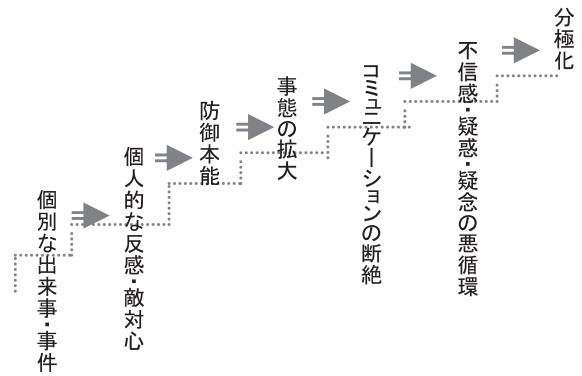 個別な出来事・事件
個人的な反感・敵対心
防御本能
事態の拡大
コミュニケーションの断絶
不信感・疑惑・疑念の悪循環
分極化